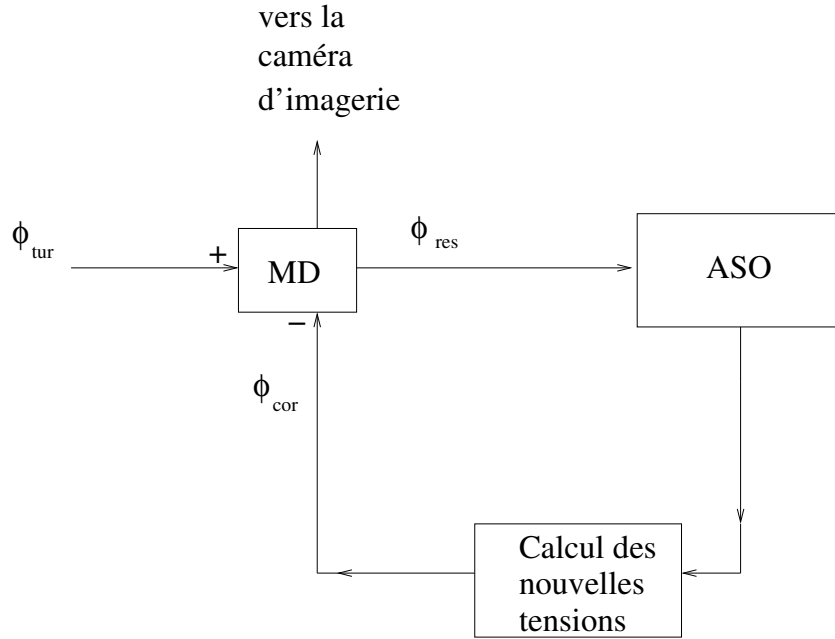 vers la
caméra
d'imagerie
ϕtur
+
MD
ϕres
ASO
−
ϕcor
Calcul des
nouvelles
tensions